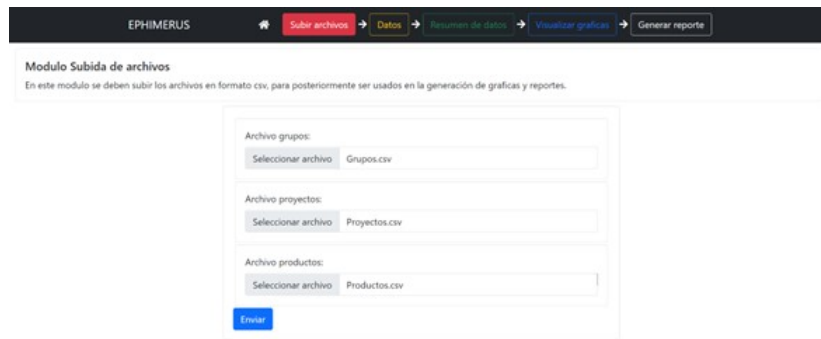 EPHIMERUS Subir archivos → Datos → Resumen de datos → Visualizar graficas → Generar reporte
Modulo Subida de archivos
En este modulo se deben subir los archivos en formato csv, para posteriormente ser usados en la generación de graficas y reportes.
Archivo grupos:
Seleccionar archivo Grupos.csv
Archivo proyectos:
Seleccionar archivo Proyectos.csv
Archivo productos:
Seleccionar archivo Productos.csv
Enviar